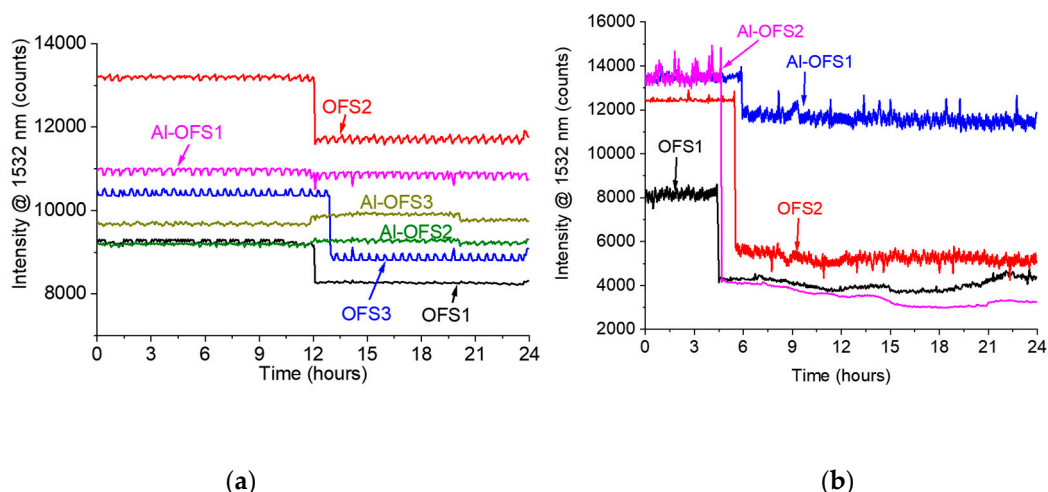 14000
13000
12000
11000
10000
9000
8000
Intensity @ 1532 nm (counts)
OFS2
Al-OFS1
Al-OFS3
Al-OFS2
OFS3
OFS1
0 3 6 9 12 15 18 21 24
Time (hours)
(a)
16000
14000
12000
10000
8000
6000
4000
2000
Intensity @ 1532 nm (counts)
Al-OFS2
Al-OFS1
OFS1
OFS2
0 3 6 9 12 15 18 21 24
Time (hours)
(b)